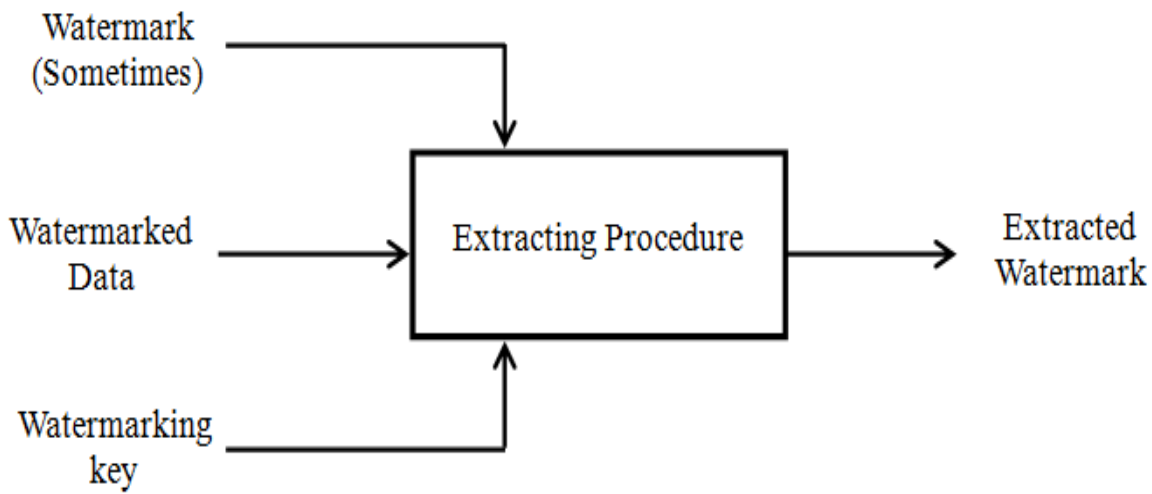 Watermark
(Sometimes)
Watermarked
Data
Extracting Procedure
Extracted
Watermark
Watermarking
key